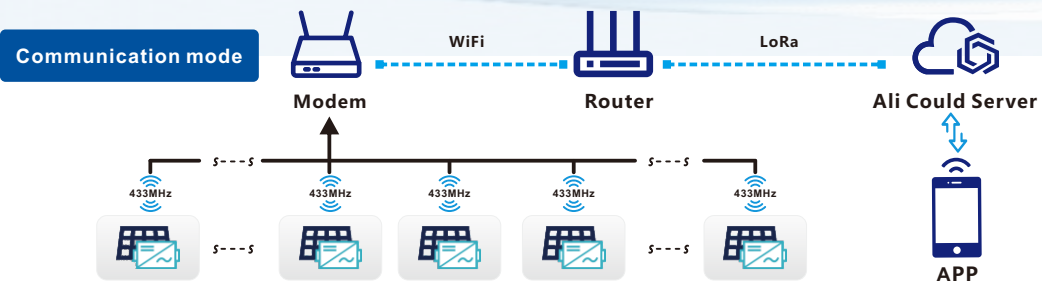 Communication mode
WiFi
LoRa
Modem
Router
Ali Could Server
433MHz
433MHz
433MHz
433MHz
433MHz
APP